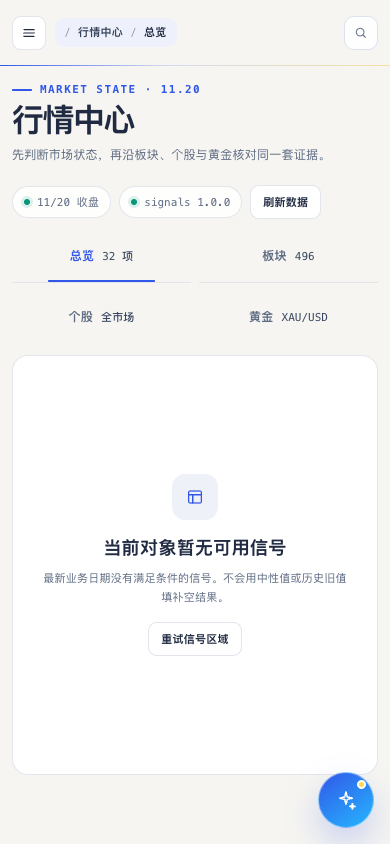 / 行情中心 / 总览
MARKET STATE · 11.20
行情中心
先判断市场状态，再沿板块、个股与黄金核对同一套证据。
11/20 收盘
signals 1.0.0
刷新数据
总览 32 项
板块 496
个股 全市场
黄金 XAU/USD
当前对象暂无可用信号
最新业务日期没有满足条件的信号。不会用中性值或历史旧值
填补空结果。
重试信号区域